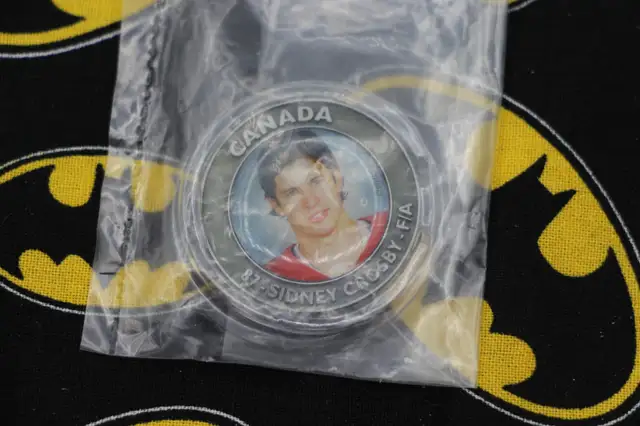 CANADA
87 · SIDNEY CROSBY · F/A